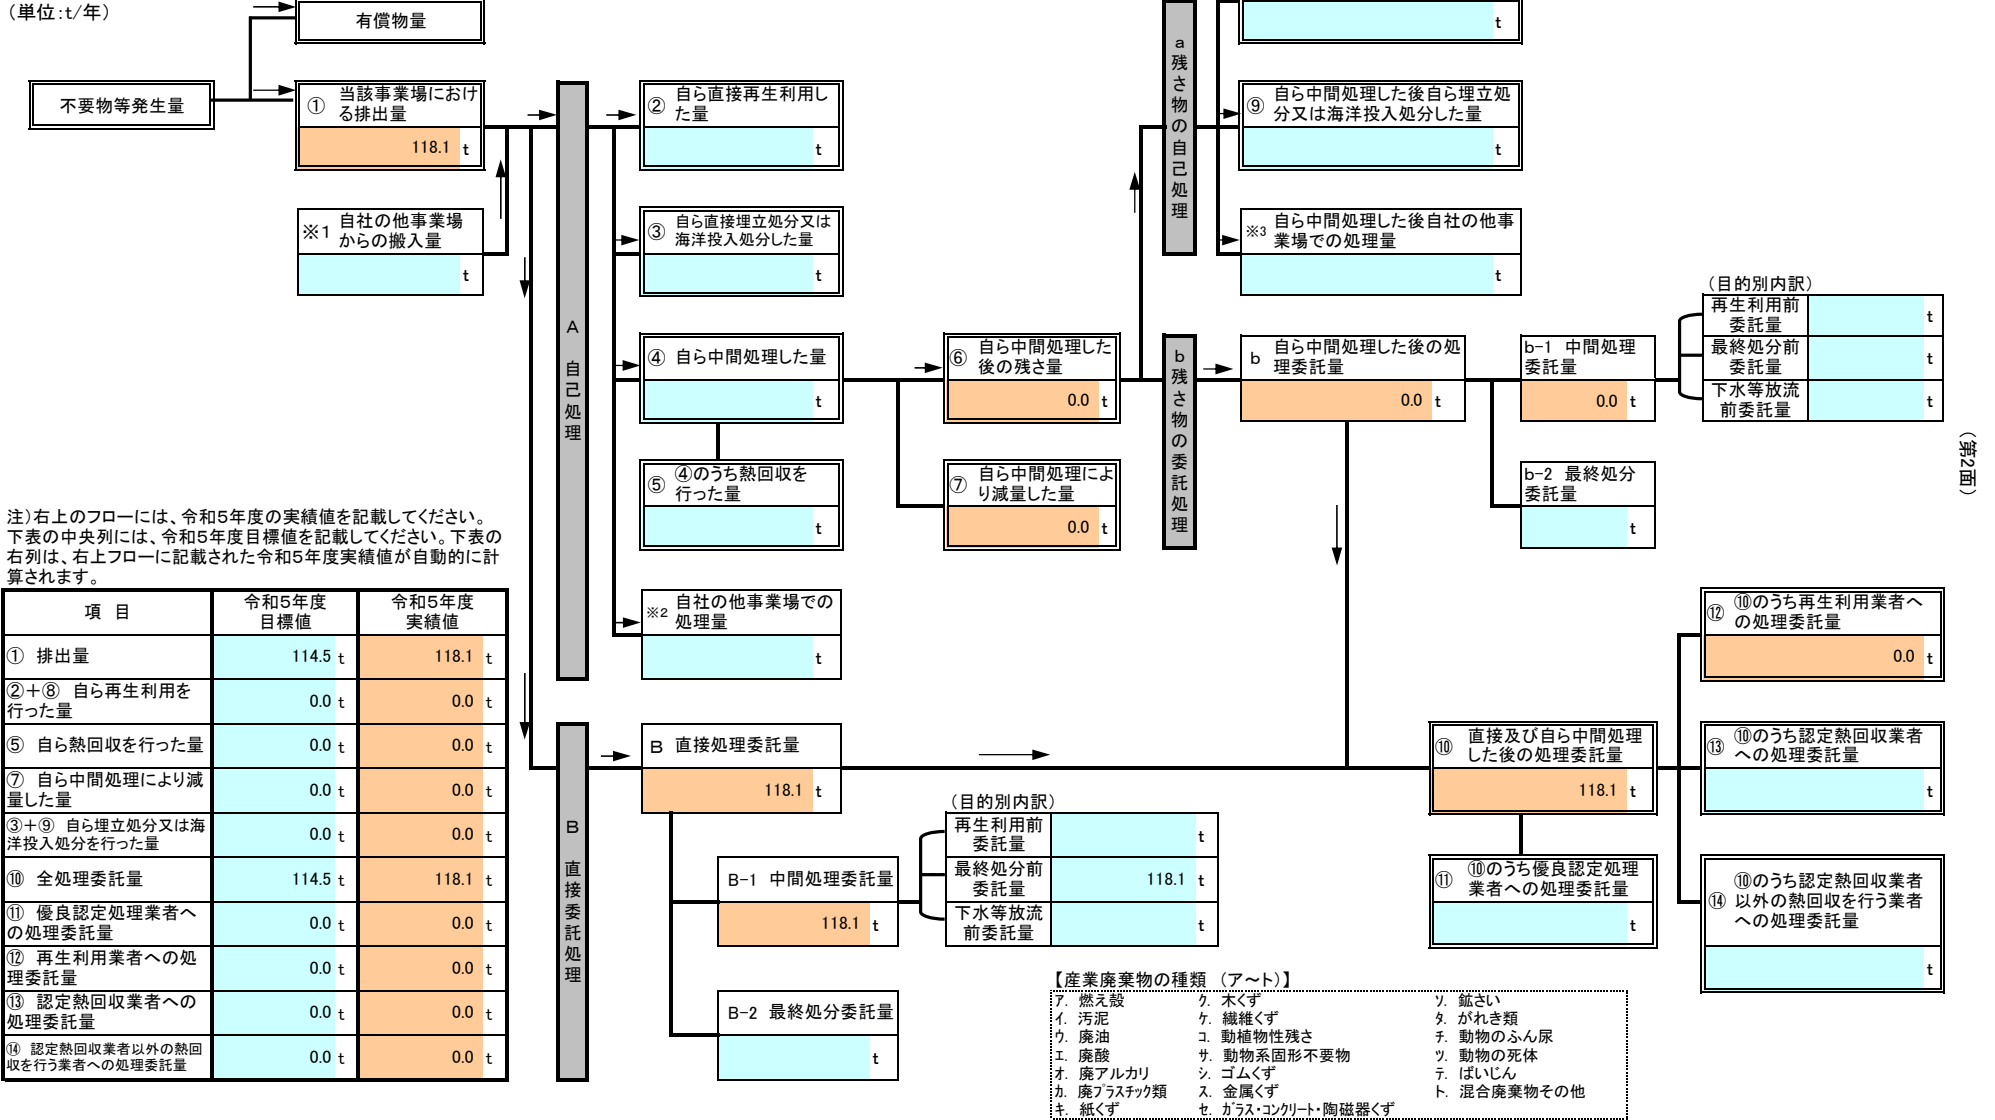 （単位:t/年）
有償物量
不要物等発生量
① 当該事業場におけ
る排出量
118.1 t
※1 自社の他事業場
からの搬入量
t
A 自己処理
② 自ら直接再生利用し
た量
t
③ 自ら直接埋立処分又は
海洋投入処分した量
t
④ 自ら中間処理した量
t
⑤ ④のうち熱回収を
行った量
t
※2 自社の他事業場での
処理量
t
⑥ 自ら中間処理した
後の残さ量
0.0 t
⑦ 自ら中間処理によ
り減量した量
0.0 t
a残さ物の自己処理
t
⑨ 自ら中間処理した後自ら埋立処
分又は海洋投入処分した量
t
※3 自ら中間処理した後自社の他事
業場での処理量
t
b残さ物の委託処理
b 自ら中間処理した後の処
理委託量
0.0 t
b-1 中間処理
委託量
0.0 t
b-2 最終処分
委託量
t
（目的別内訳）
再生利用前
委託量
t
最終処分前
委託量
t
下水等放流
前委託量
t
（第2面）
注）右上のフローには、令和５年度の実績値を記載してください。
下表の中央列には、令和５年度目標値を記載してください。下表の
右列は、右上フローに記載された令和５年度実績値が自動的に計
算されます。
項 目 令和５年度 目標値 令和５年度 実績値
① 排出量 114.5 t 118.1 t
②＋⑧ 自ら再生利用を
行った量 0.0 t 0.0 t
⑤ 自ら熱回収を行った量 0.0 t 0.0 t
⑦ 自ら中間処理により減
量した量 0.0 t 0.0 t
③＋⑨ 自ら埋立処分又は海
洋投入処分を行った量 0.0 t 0.0 t
⑩ 全処理委託量 114.5 t 118.1 t
⑪ 優良認定処理業者へ
の処理委託量 0.0 t 0.0 t
⑫ 再生利用業者への処
理委託量 0.0 t 0.0 t
⑬ 認定熱回収業者への
処理委託量 0.0 t 0.0 t
⑭ 認定熱回収業者以外の熱回
収を行う業者への処理委託量 0.0 t 0.0 t
B 直接委託処理
B 直接処理委託量
118.1 t
B-1 中間処理委託量
118.1 t
B-2 最終処分委託量
t
（目的別内訳）
再生利用前
委託量
t
最終処分前
委託量
118.1 t
下水等放流
前委託量
t
⑩ 直接及び自ら中間処理
した後の処理委託量
118.1 t
⑪ ⑩のうち優良認定処理
業者への処理委託量
t
⑫ ⑩のうち再生利用業者へ
の処理委託量
0.0 t
⑬ ⑩のうち認定熱回収業者
への処理委託量
t
⑭ ⑩のうち認定熱回収業者
以外の熱回収を行う業者
への処理委託量
t
【産業廃棄物の種類 （ア～ト）】
ｱ. 燃え殻 ｸ. 木くず ｿ. 鉱さい
ｲ. 汚泥 ｹ. 繊維くず ﾀ. がれき類
ｳ. 廃油 ｺ. 動植物性残さ ﾁ. 動物のふん尿
ｴ. 廃酸 ｻ. 動物系固形不要物 ﾂ. 動物の死体
ｵ. 廃アルカリ ｼ. ゴムくず ﾃ. ばいじん
ｶ. 廃ﾌﾟﾗｽﾁｯｸ類 ｽ. 金属くず ﾄ. 混合廃棄物その他
ｷ. 紙くず ｾ. ｶﾞﾗｽ・ｺﾝｸﾘｰﾄ・陶磁器くず